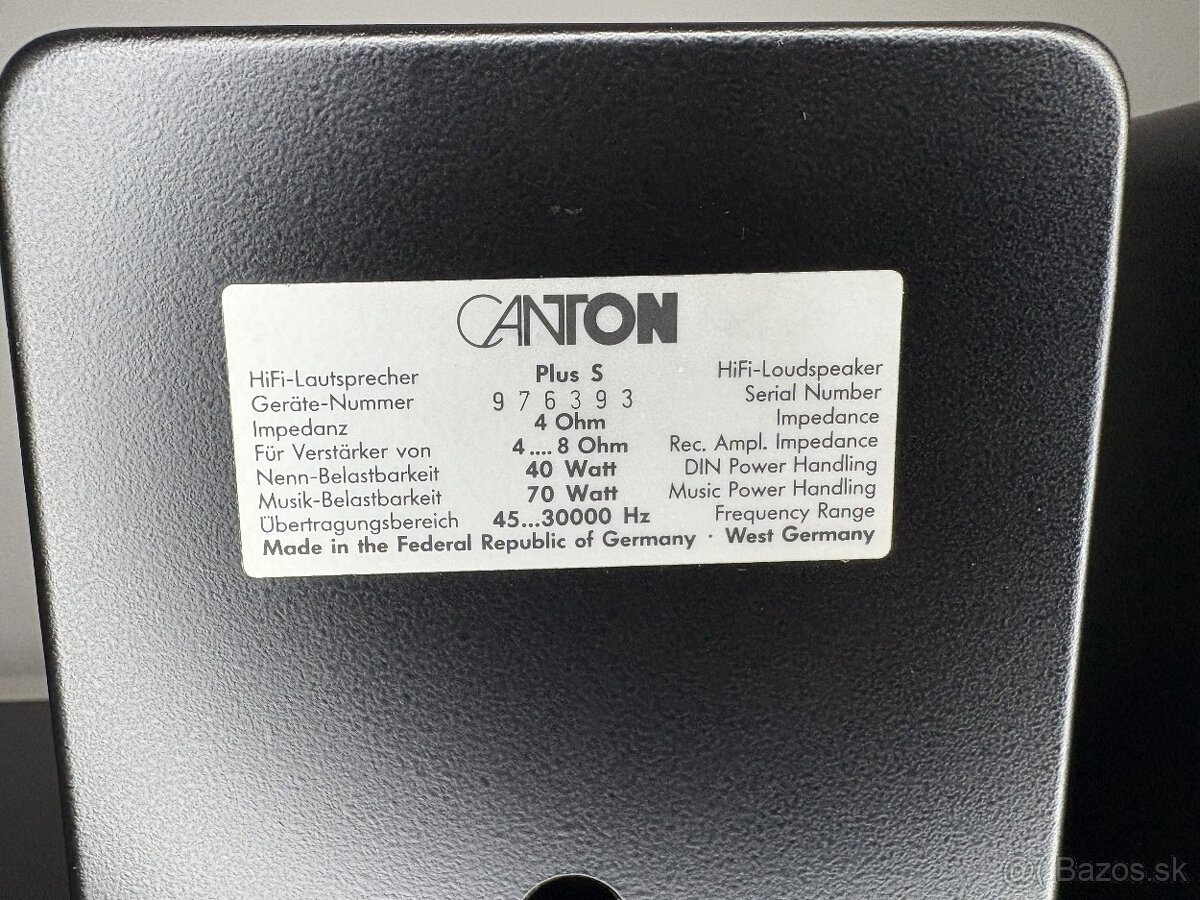 CANTON
HiFi-Lautsprecher Plus S HiFi-Loudspeaker
Geräte-Nummer 976393 Serial Number
Impedanz 4 Ohm Impedance
Für Verstärker von 4....8 Ohm Rec. Ampl. Impedance
Nenn-Belastbarkeit 40 Watt DIN Power Handling
Musik-Belastbarkeit 70 Watt Music Power Handling
Übertragungsbereich 45...30000 Hz Frequency Range
Made in the Federal Republic of Germany · West Germany
Bazos.sk